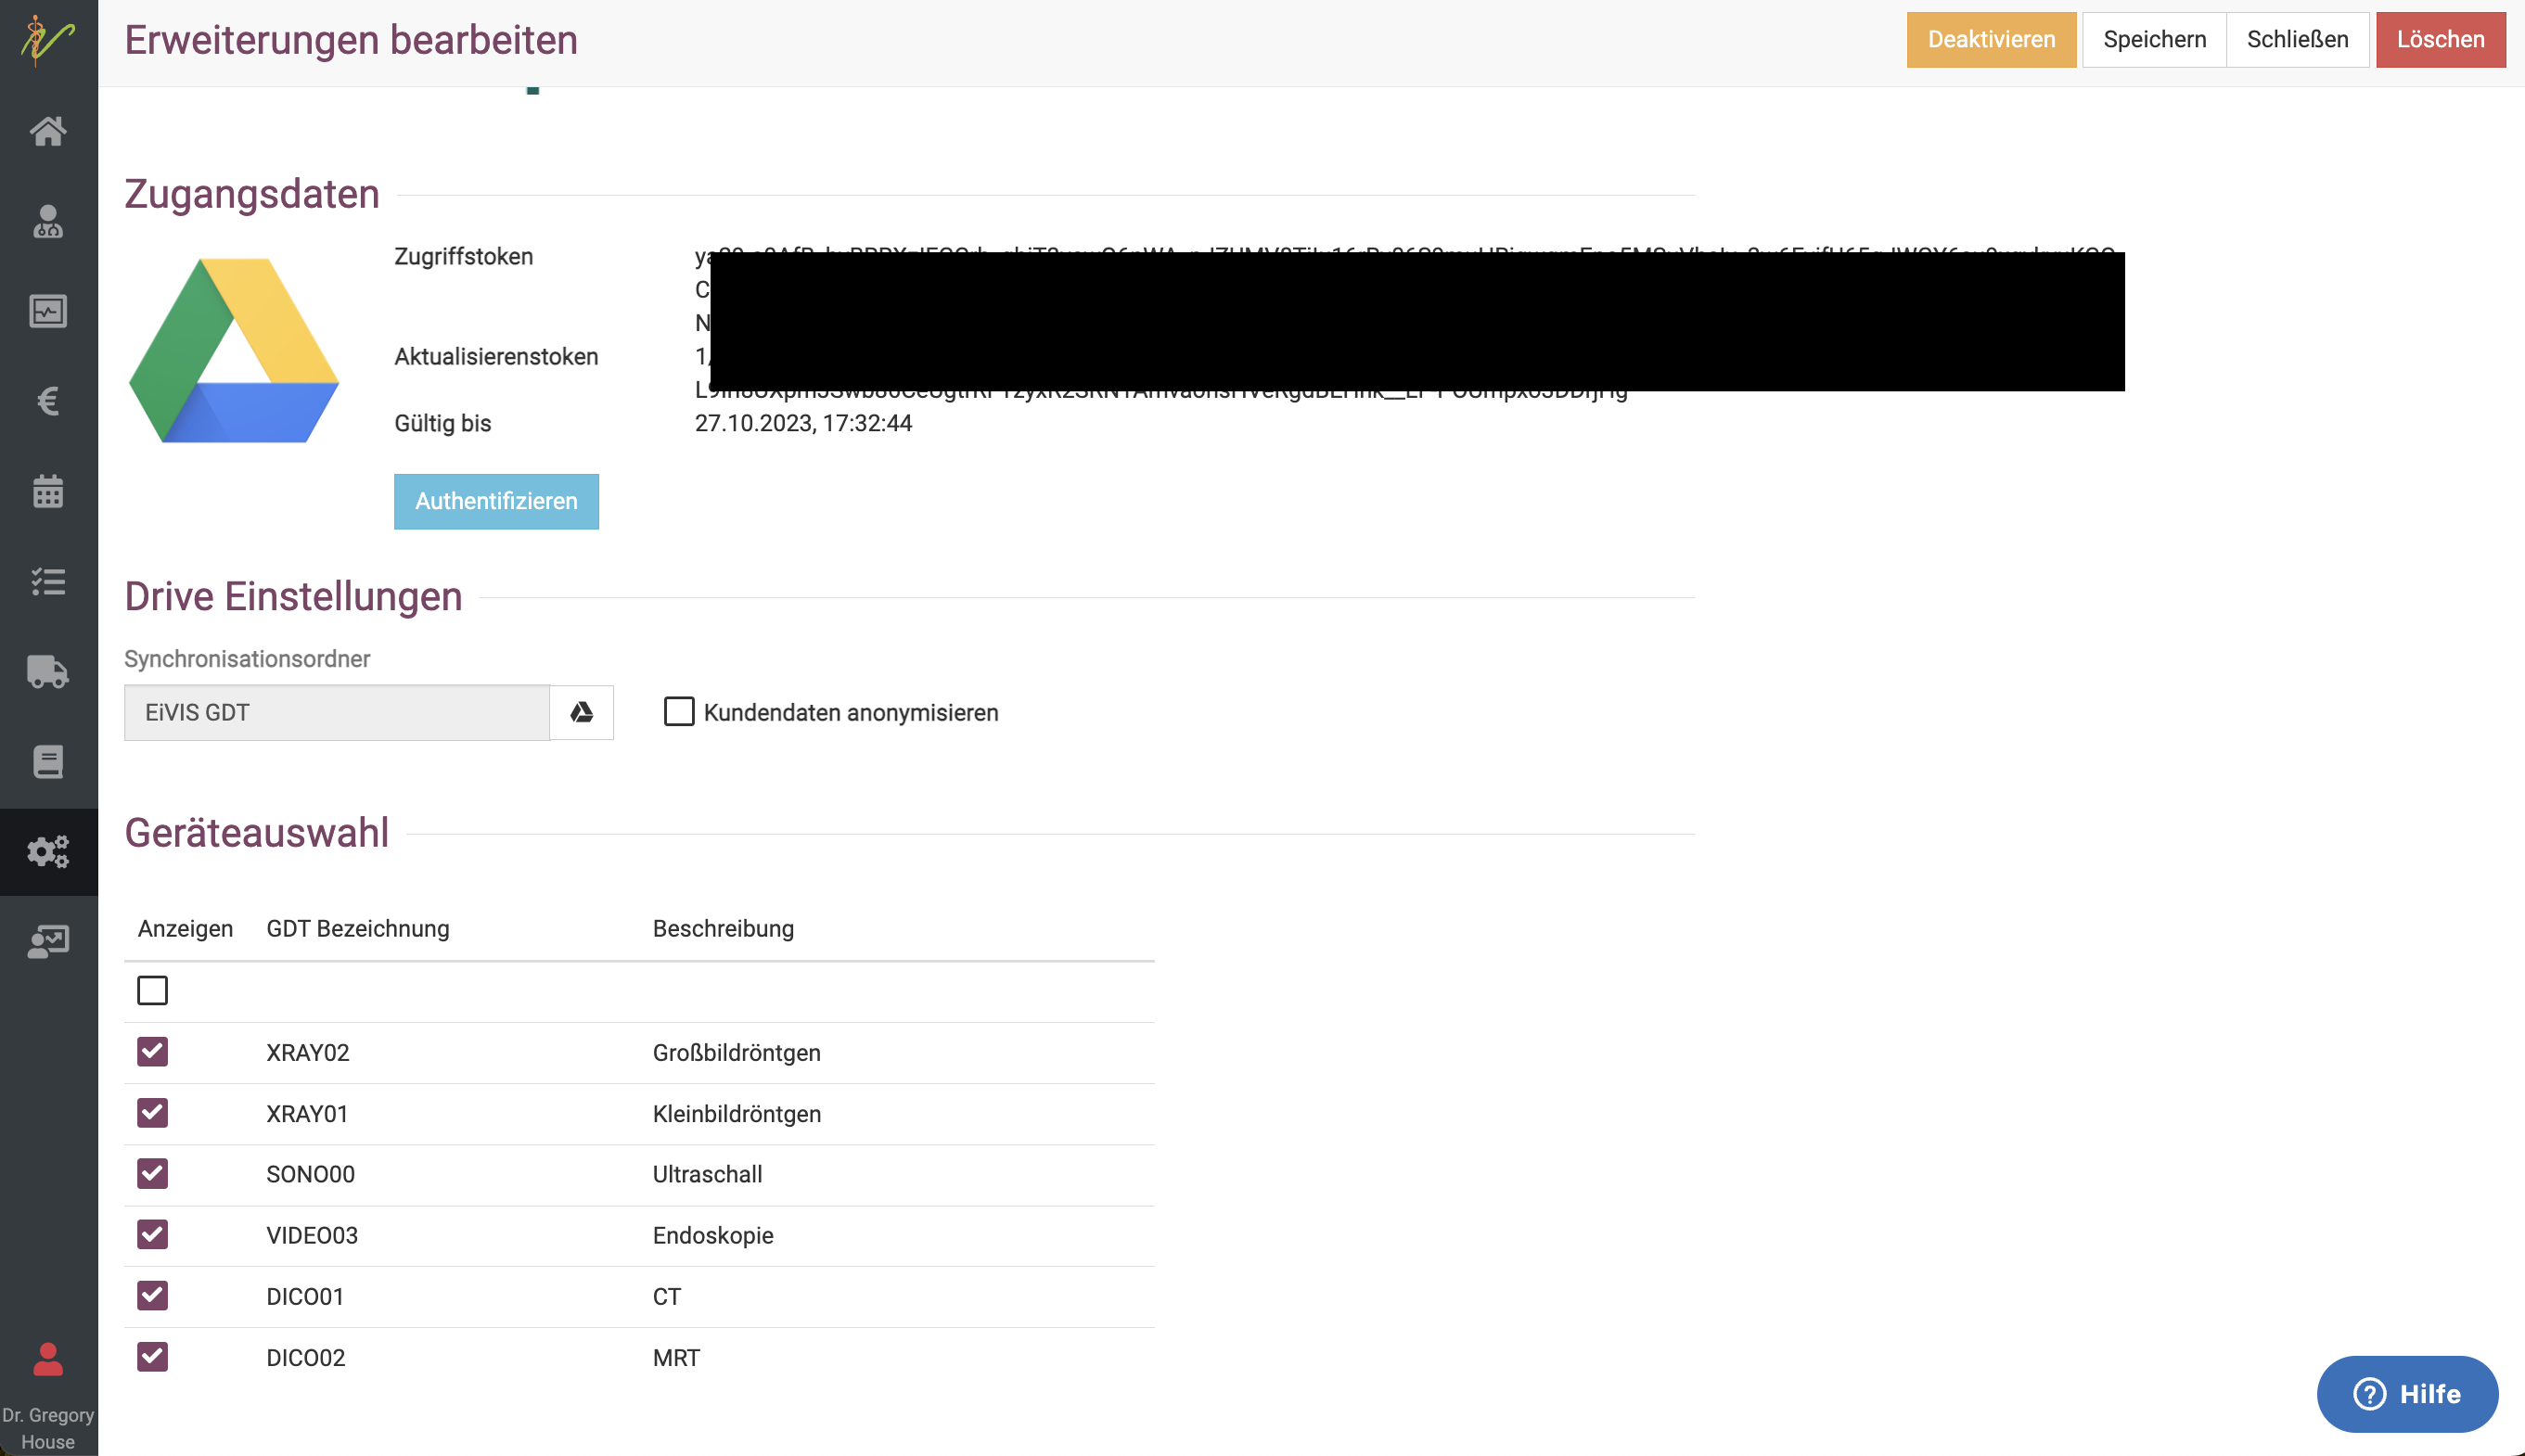 Erweiterungen bearbeiten
Deaktivieren
Speichern
Schließen
Löschen
Zugangsdaten
Zugriffstoken
Aktualisierenstoken
Gültig bis
27.10.2023, 17:32:44
Authentifizieren
Drive Einstellungen
Synchronisationsordner
EiVIS GDT
Kundendaten anonymisieren
Geräteauswahl
Anzeigen GDT Bezeichnung Beschreibung
XRAY02 Großbildröntgen
XRAY01 Kleinbildröntgen
SONO00 Ultraschall
VIDEO03 Endoskopie
DICO01 CT
DICO02 MRT
Dr. Gregory
House
Hilfe